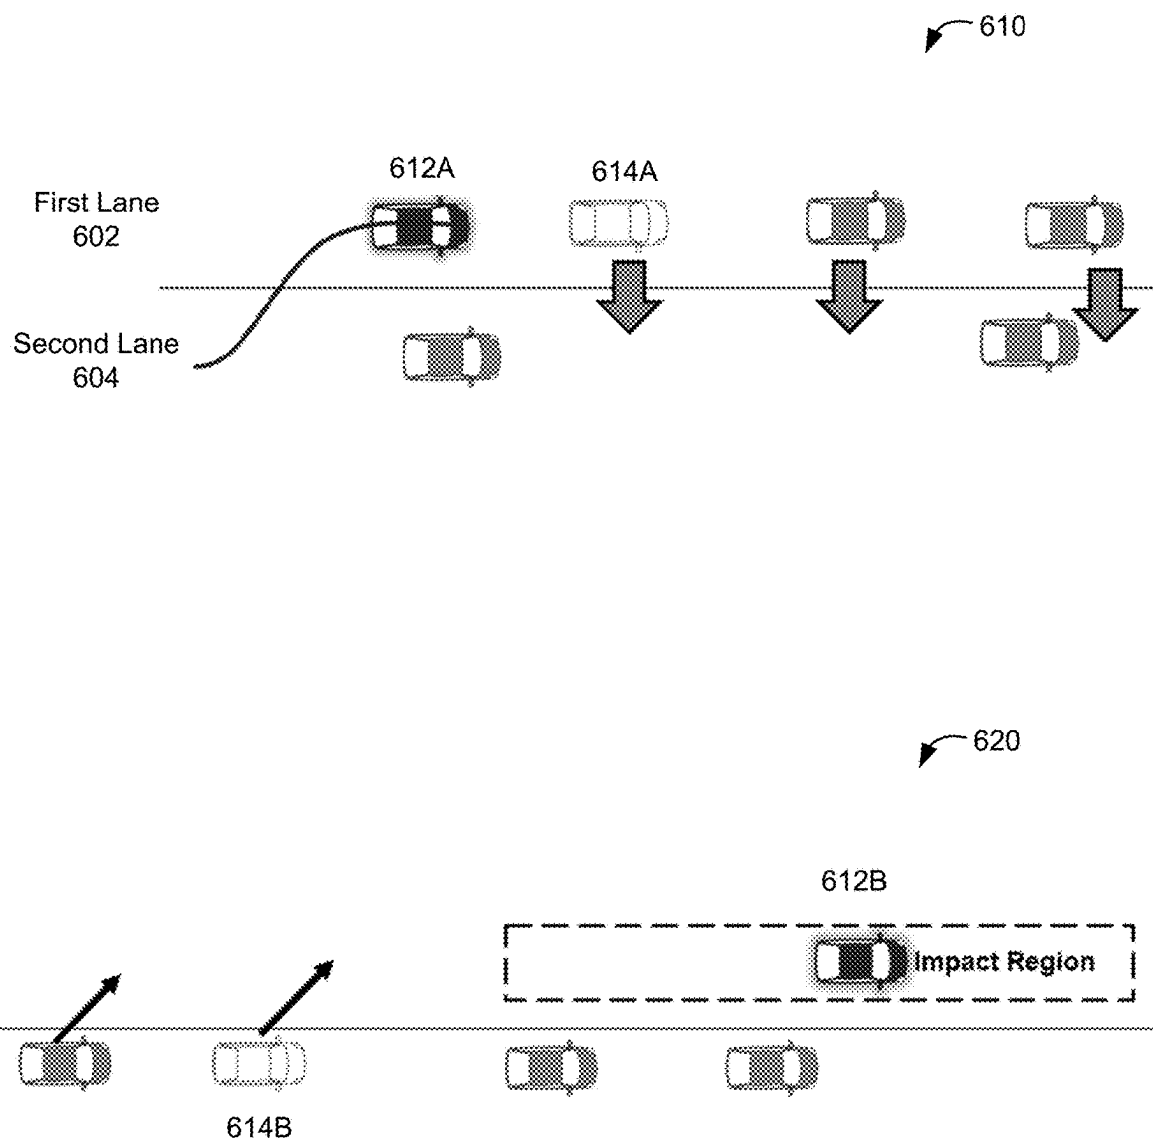 610
612A
614A
First Lane
602
Second Lane
604
620
612B
Impact Region
614B